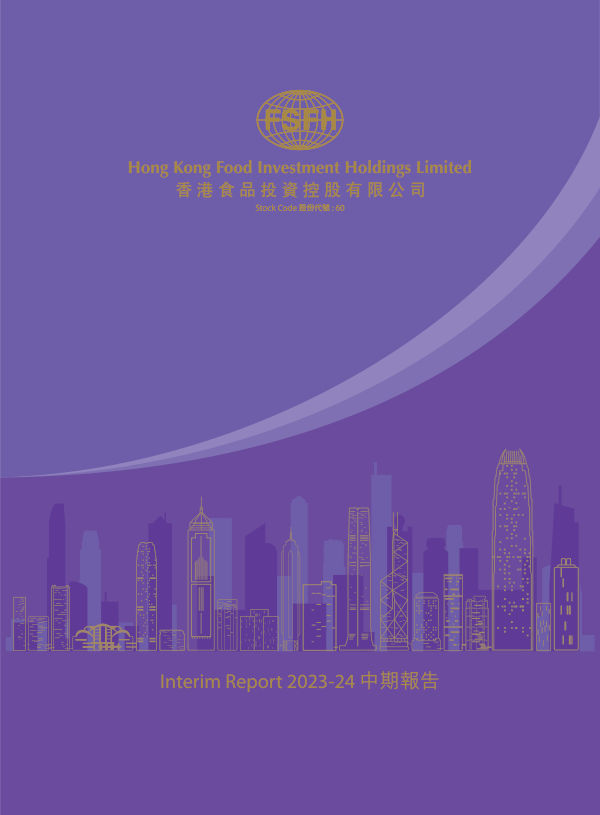 FSFH
Hong Kong Food Investment Holdings Limited
香港食品投資控股有限公司
Stock Code 股份代號 : 60
Interim Report 2023-24 中期報告